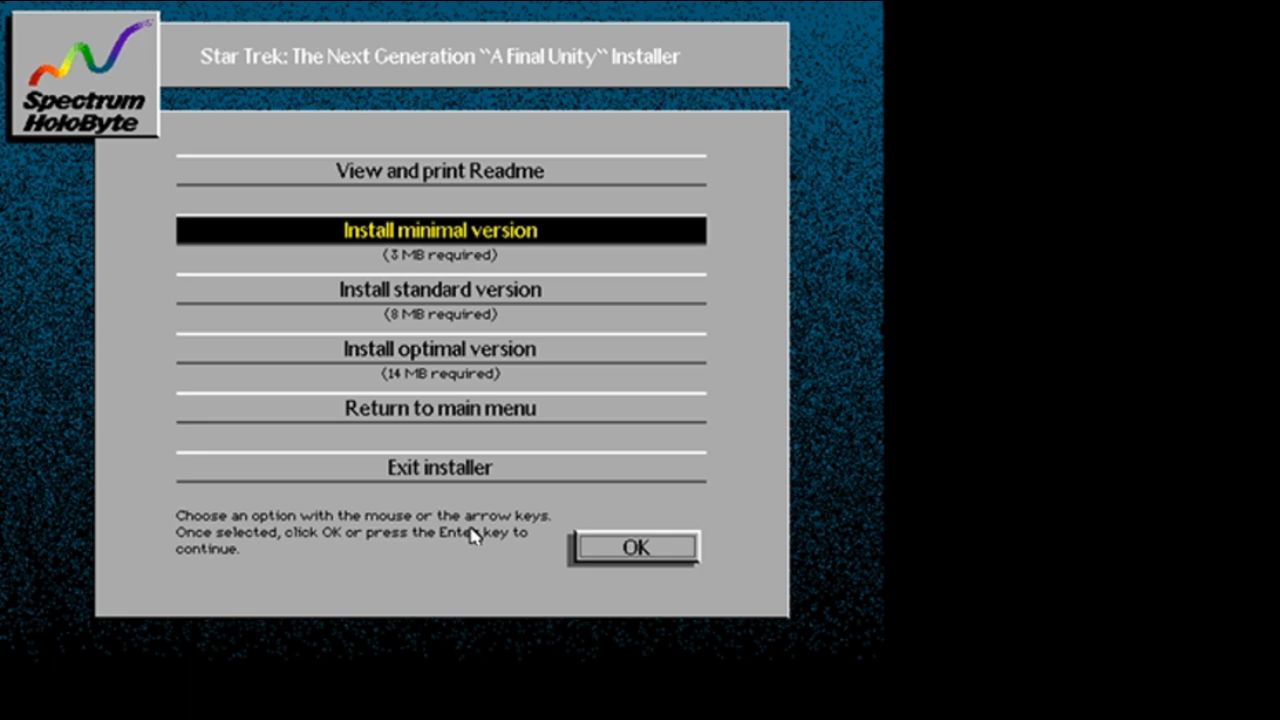 Star Trek: The Next Generation ``A Final Unity`` Installer
Spectrum
HoloByte
View and print Readme
Install minimal version
(3 MB required)
Install standard version
(8 MB required)
Install optimal version
(14 MB required)
Return to main menu
Exit installer
Choose an option with the mouse or the arrow keys.
Once selected, click OK or press the Enter key to
continue.
OK